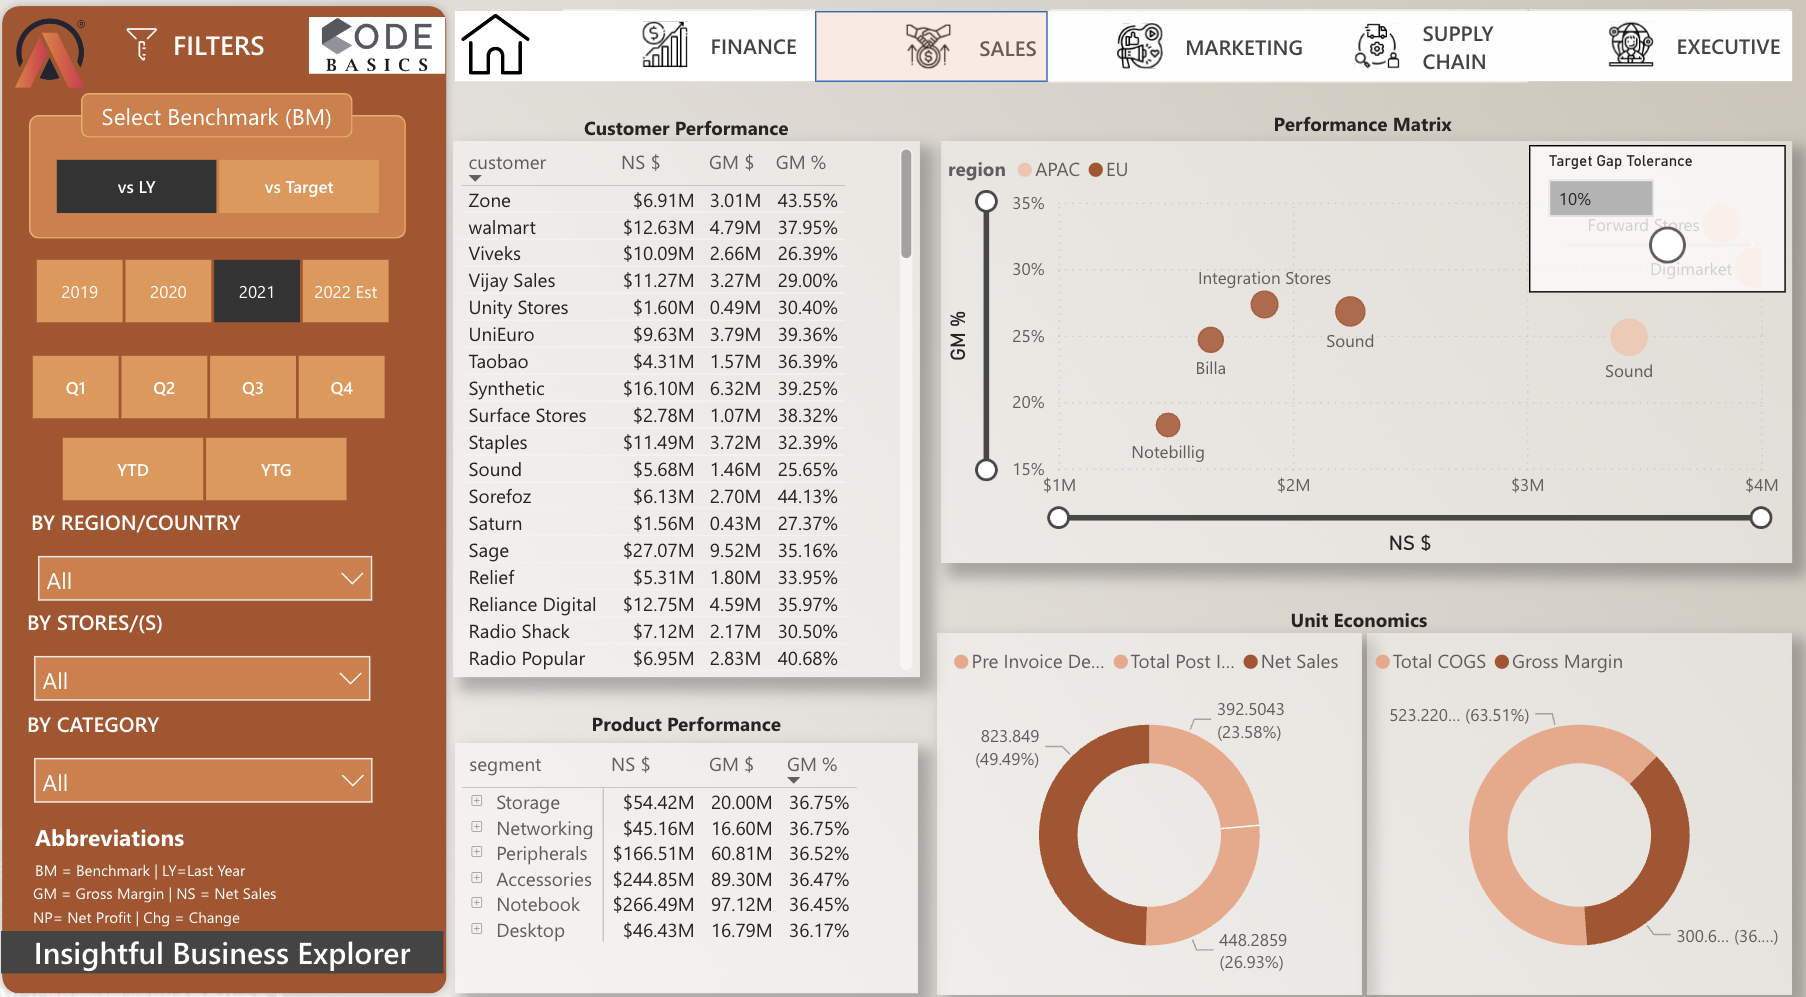 ®
FILTERS
CODE
BASICS
FINANCE
SALES
MARKETING
SUPPLY
CHAIN
EXECUTIVE
Select Benchmark (BM)
vs LY
vs Target
2019
2020
2021
2022 Est
Q1
Q2
Q3
Q4
YTD
YTG
BY REGION/COUNTRY
All
BY STORES/(S)
All
BY CATEGORY
All
Abbreviations
BM = Benchmark | LY=Last Year
GM = Gross Margin | NS = Net Sales
NP= Net Profit | Chg = Change
Insightful Business Explorer
Customer Performance
customer NS $ GM $ GM %
Zone $6.91M 3.01M 43.55%
walmart $12.63M 4.79M 37.95%
Viveks $10.09M 2.66M 26.39%
Vijay Sales $11.27M 3.27M 29.00%
Unity Stores $1.60M 0.49M 30.40%
UniEuro $9.63M 3.79M 39.36%
Taobao $4.31M 1.57M 36.39%
Synthetic $16.10M 6.32M 39.25%
Surface Stores $2.78M 1.07M 38.32%
Staples $11.49M 3.72M 32.39%
Sound $5.68M 1.46M 25.65%
Sorefoz $6.13M 2.70M 44.13%
Saturn $1.56M 0.43M 27.37%
Sage $27.07M 9.52M 35.16%
Relief $5.31M 1.80M 33.95%
Reliance Digital $12.75M 4.59M 35.97%
Radio Shack $7.12M 2.17M 30.50%
Radio Popular $6.95M 2.83M 40.68%
Product Performance
segment NS $ GM $ GM %
Storage $54.42M 20.00M 36.75%
Networking $45.16M 16.60M 36.75%
Peripherals $166.51M 60.81M 36.52%
Accessories $244.85M 89.30M 36.47%
Notebook $266.49M 97.12M 36.45%
Desktop $46.43M 16.79M 36.17%
Performance Matrix
region APAC EU
Target Gap Tolerance
10%
Forward Stores
Digimarket
GM %
35%
30%
25%
20%
15%
Integration Stores
Sound
Billa
Sound
Notebillig
$1M $2M $3M $4M
NS $
Unit Economics
Pre Invoice De... Total Post I... Net Sales
392.5043
(23.58%)
823.849
(49.49%)
448.2859
(26.93%)
Total COGS Gross Margin
523.220... (63.51%)
300.6... (36....)